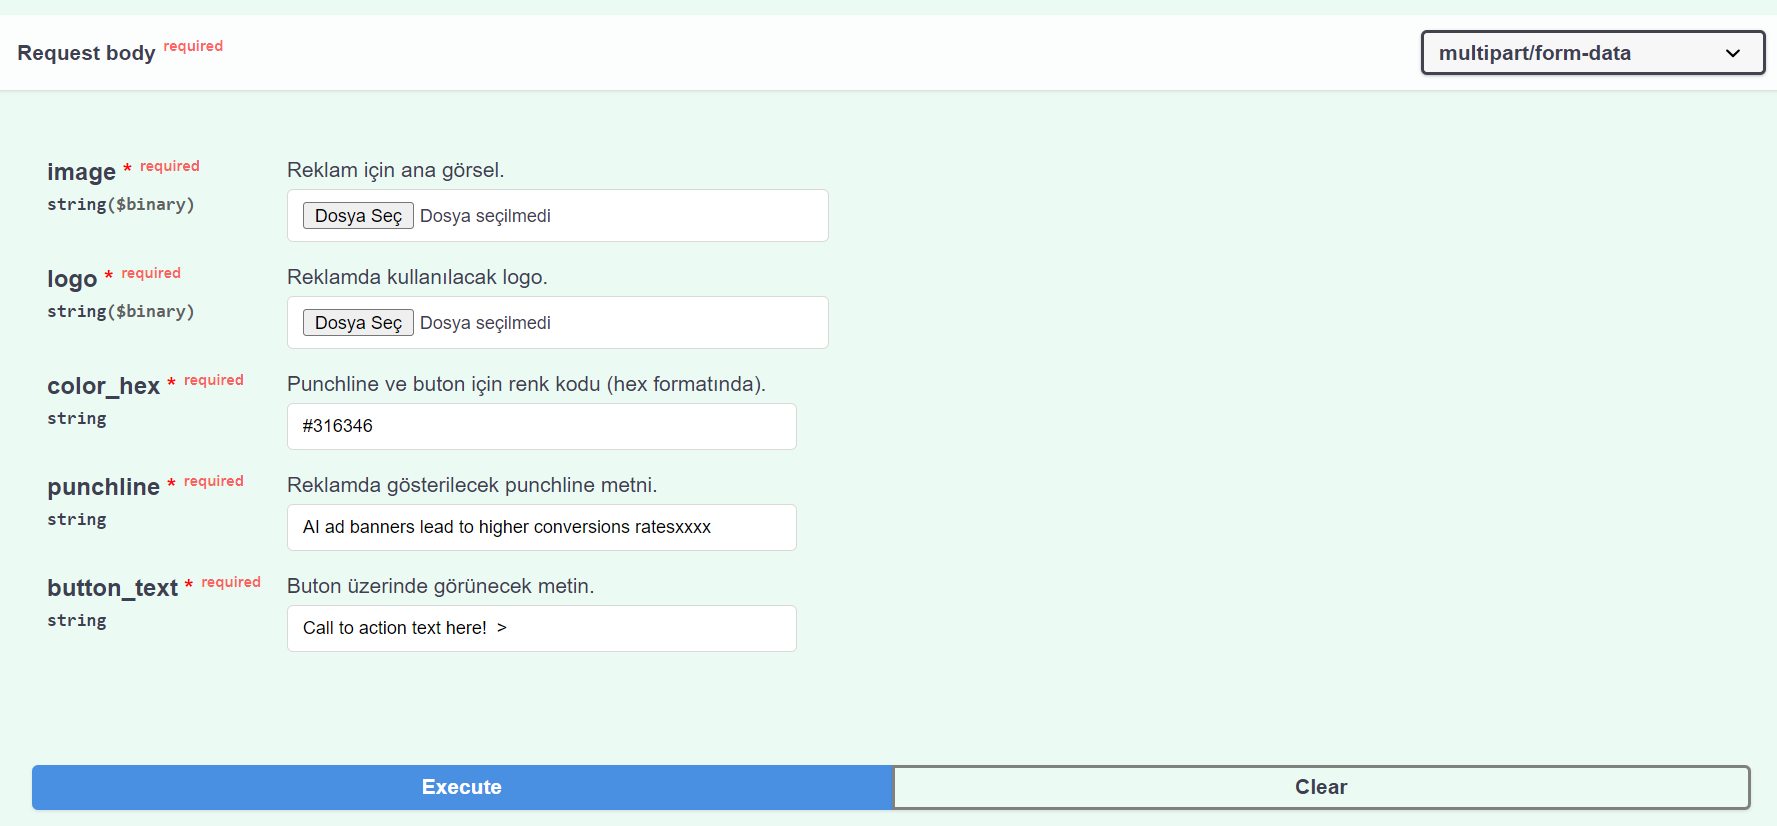 Request body required
multipart/form-data
image * required
string($binary)
Reklam için ana görsel.
Dosya Seç Dosya seçilmedi
logo * required
string($binary)
Reklamda kullanılacak logo.
Dosya Seç Dosya seçilmedi
color_hex * required
string
Punchline ve buton için renk kodu (hex formatında).
#316346
punchline * required
string
Reklamda gösterilecek punchline metni.
AI ad banners lead to higher conversions ratesxxxx
button_text * required
string
Buton üzerinde görünecek metin.
Call to action text here!  >
Execute
Clear